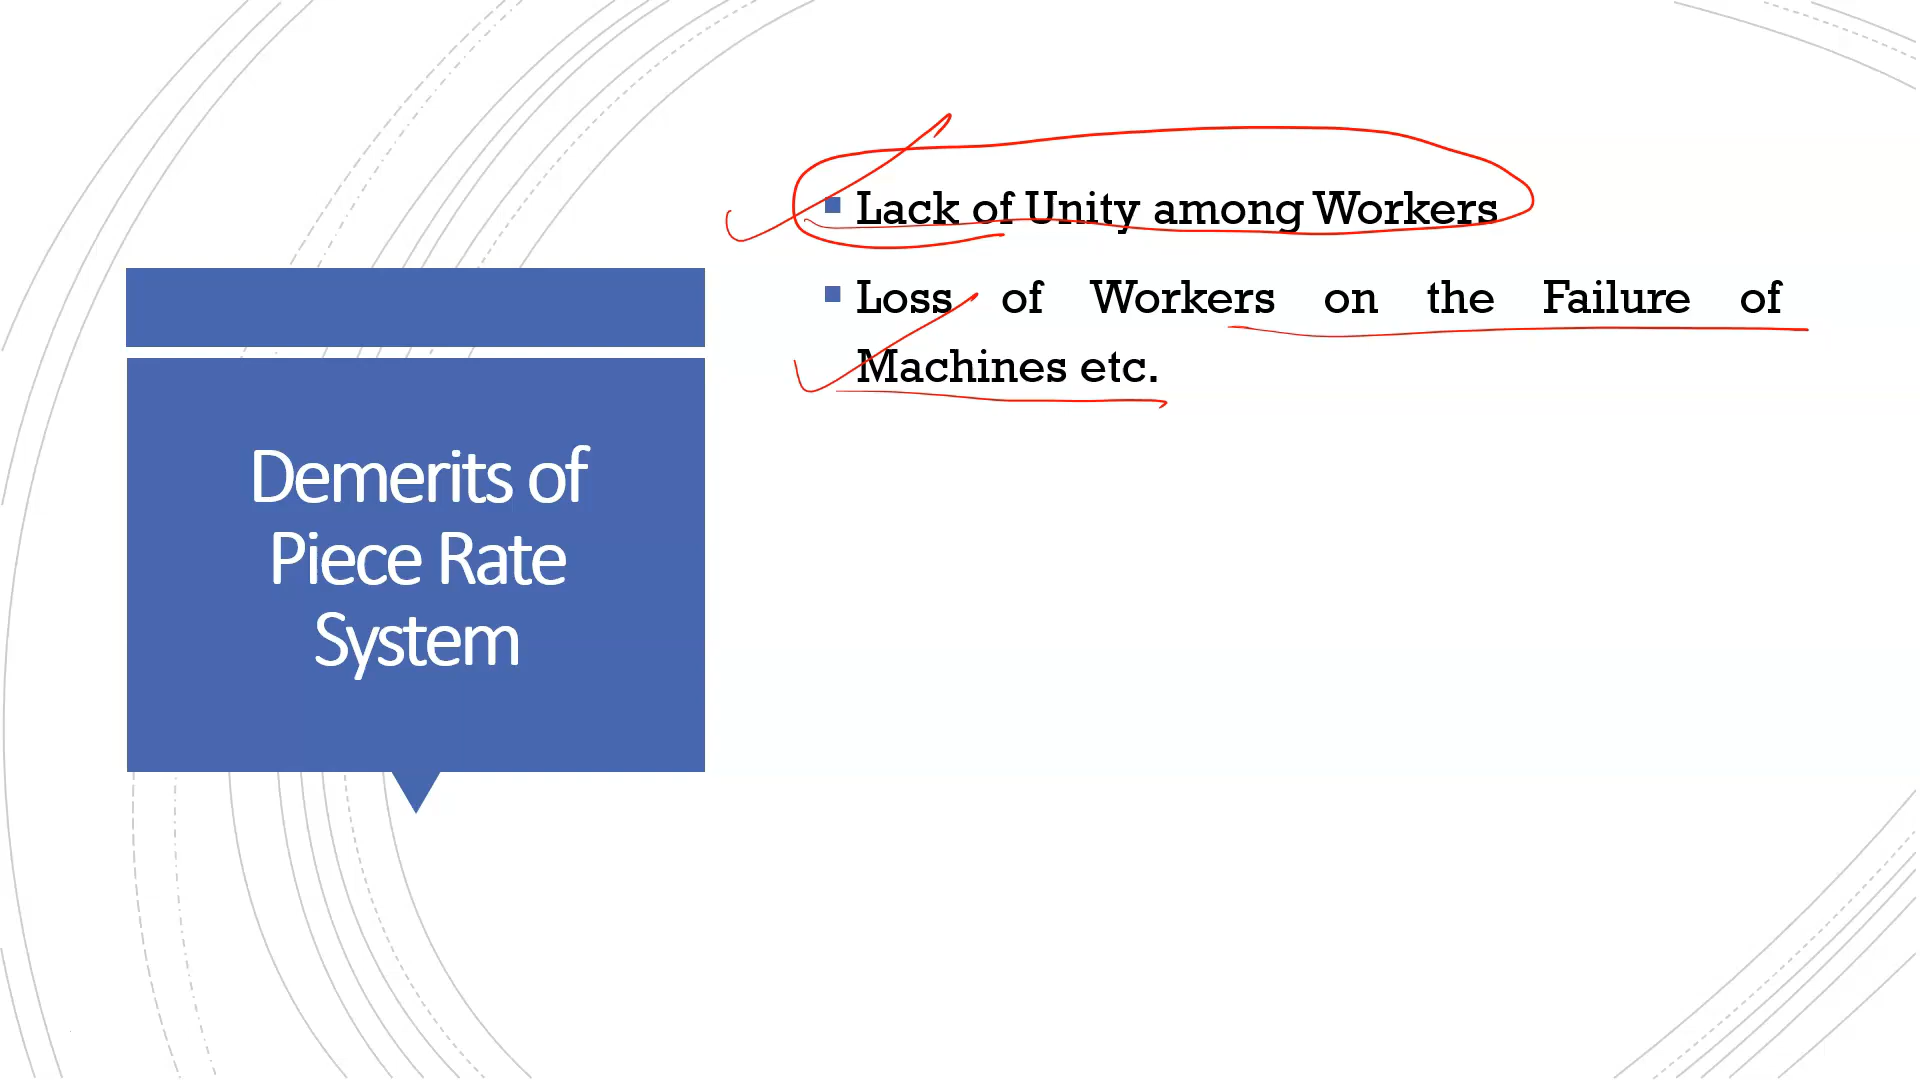 Demerits of
Piece Rate
System
Lack of Unity among Workers
Loss of Workers on the Failure of
Machines etc.